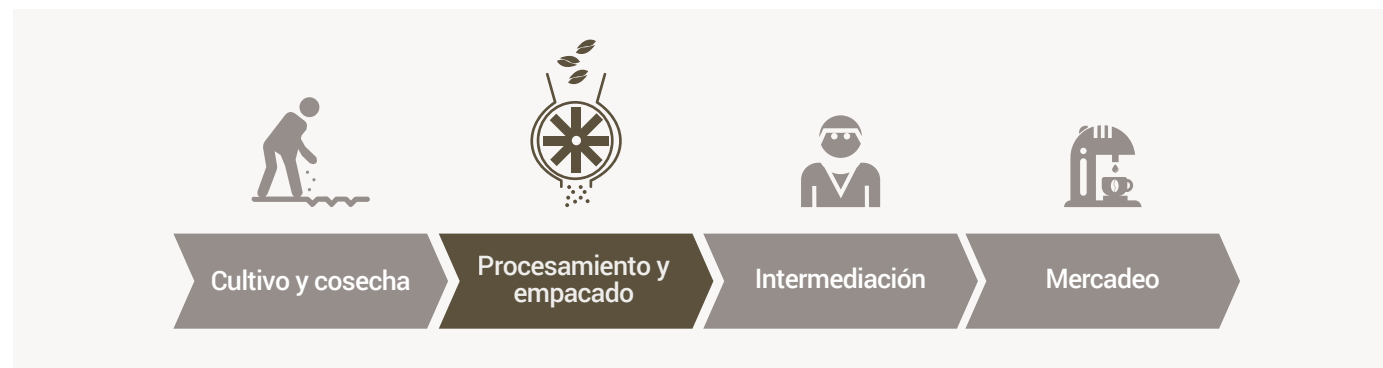 Cultivo y cosecha
Procesamiento y
empacado
Intermediación
Mercadeo